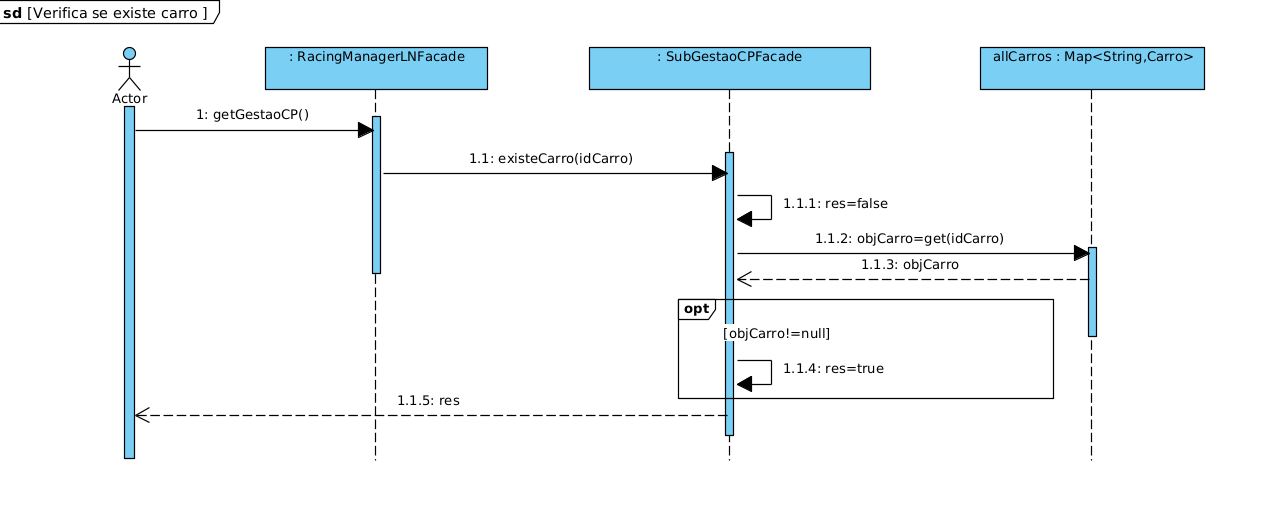 sd [Verifica se existe carro ]
: RacingManagerLNFacade
: SubGestaoCPFacade
allCarros : Map<String,Carro>
Actor
1: getGestaoCP()
1.1: existeCarro(idCarro)
1.1.1: res=false
1.1.2: objCarro=get(idCarro)
1.1.3: objCarro
opt
[objCarro!=null]
1.1.4: res=true
1.1.5: res